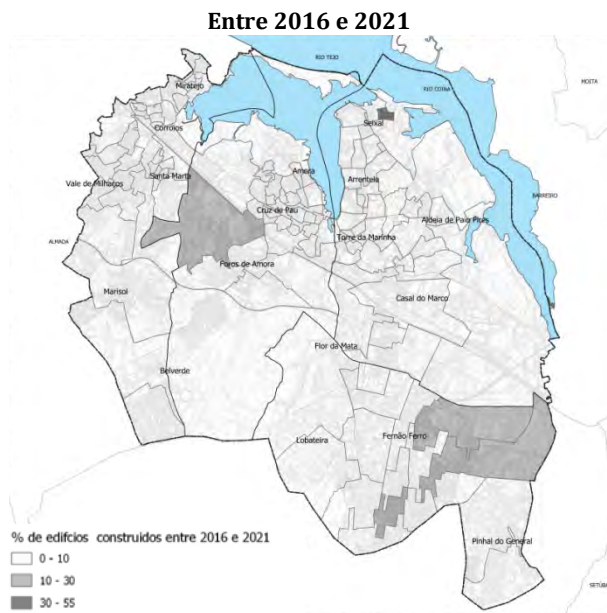 Entre 2016 e 2021
RIO TEJO
RIO COINA
MOITA
Miratejo
Corroios
Seixal
Vale de Milhaços
Santa Marta
Amora
Arrentela
BARREIRO
Cruz de Pau
Aldeia de Paio Pires
ALMADA
Torre da Marinha
Foros de Amora
Marisol
Casal do Marco
Flor da Mata
Belverde
Lobateira
Fernão Ferro
Pinhal do General
% de edifcios construidos entre 2016 e 2021
0 - 10
10 - 30
30 - 55